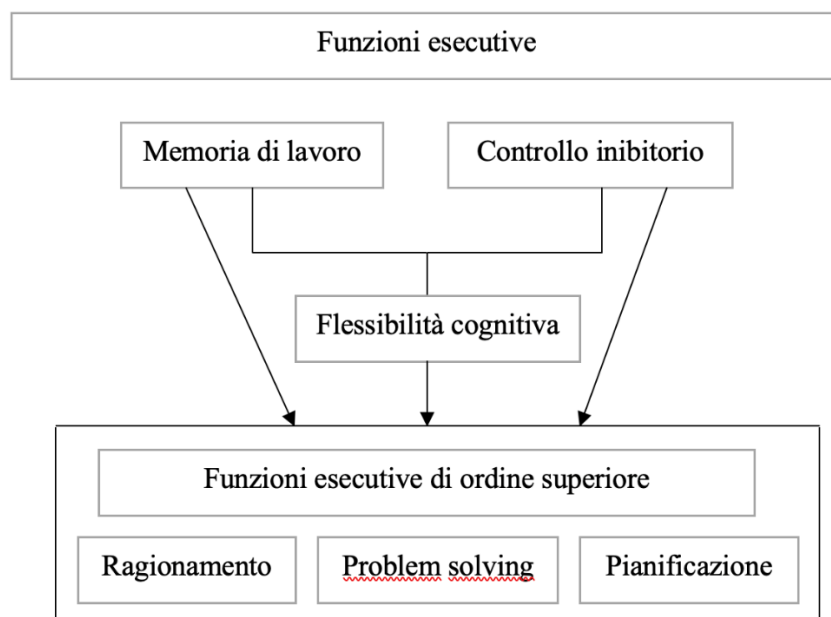 Funzioni esecutive
Memoria di lavoro
Controllo inibitorio
Flessibilità cognitiva
Funzioni esecutive di ordine superiore
Ragionamento
Problem solving
Pianificazione